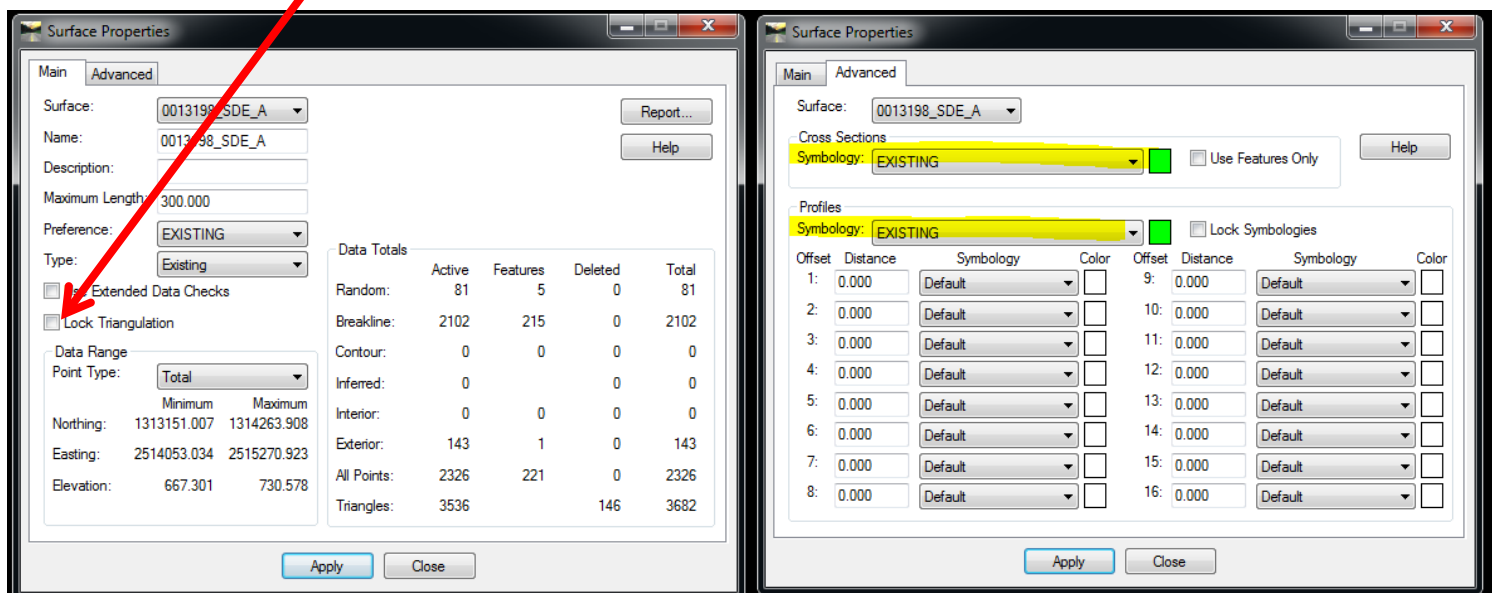 Surface Properties
Main Advanced
Surface: 0013198_SDE_A
Report...
Name: 0013198_SDE_A
Help
Description:
Maximum Length: 300.000
Preference: EXISTING
Type: Existing
Use Extended Data Checks
Lock Triangulation
Data Range
Point Type: Total
Minimum Maximum
Northing: 1313151.007 1314263.908
Easting: 2514053.034 2515270.923
Elevation: 667.301 730.578
Data Totals
Active Features Deleted Total
Random: 81 5 0 81
Breakline: 2102 215 0 2102
Contour: 0 0 0 0
Inferred: 0 0 0
Interior: 0 0 0 0
Exterior: 143 1 0 143
All Points: 2326 221 0 2326
Triangles: 3536 146 3682
Apply Close
Surface Properties
Main Advanced
Surface: 0013198_SDE_A
Cross Sections
Symbology: EXISTING Use Features Only
Help
Profiles
Symbology: EXISTING Lock Symbologies
Offset Distance Symbology Color Offset Distance Symbology Color
1: 0.000 Default 9: 0.000 Default
2: 0.000 Default 10: 0.000 Default
3: 0.000 Default 11: 0.000 Default
4: 0.000 Default 12: 0.000 Default
5: 0.000 Default 13: 0.000 Default
6: 0.000 Default 14: 0.000 Default
7: 0.000 Default 15: 0.000 Default
8: 0.000 Default 16: 0.000 Default
Apply Close